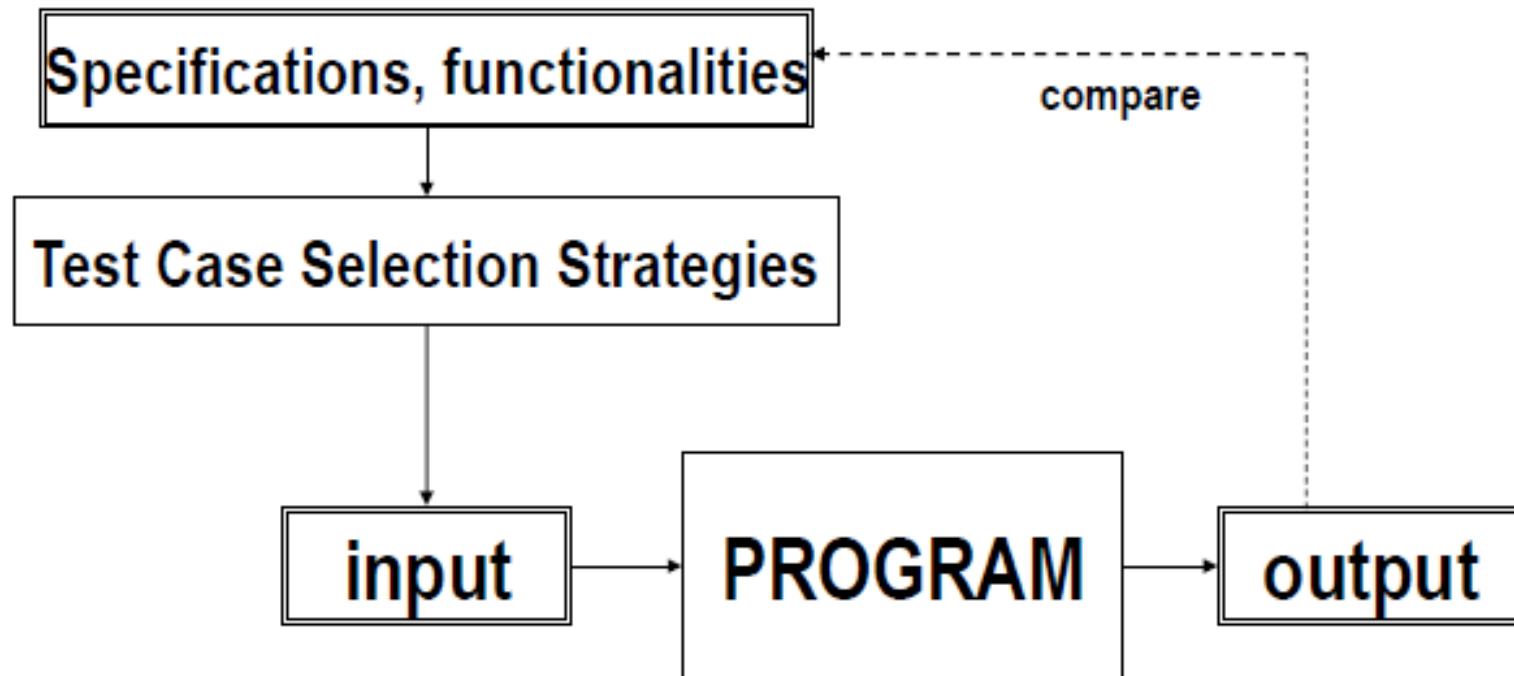 Specifications, functionalities
compare
Test Case Selection Strategies
input
PROGRAM
output